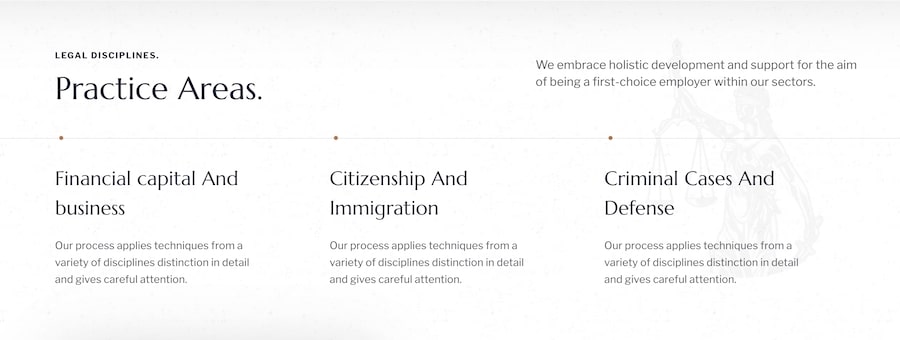 LEGAL DISCIPLINES.
Practice Areas.
We embrace holistic development and support for the aim
of being a first-choice employer within our sectors.
Financial capital And
business
Our process applies techniques from a
variety of disciplines distinction in detail
and gives careful attention.
Citizenship And
Immigration
Our process applies techniques from a
variety of disciplines distinction in detail
and gives careful attention.
Criminal Cases And
Defense
Our process applies techniques from a
variety of disciplines distinction in detail
and gives careful attention.